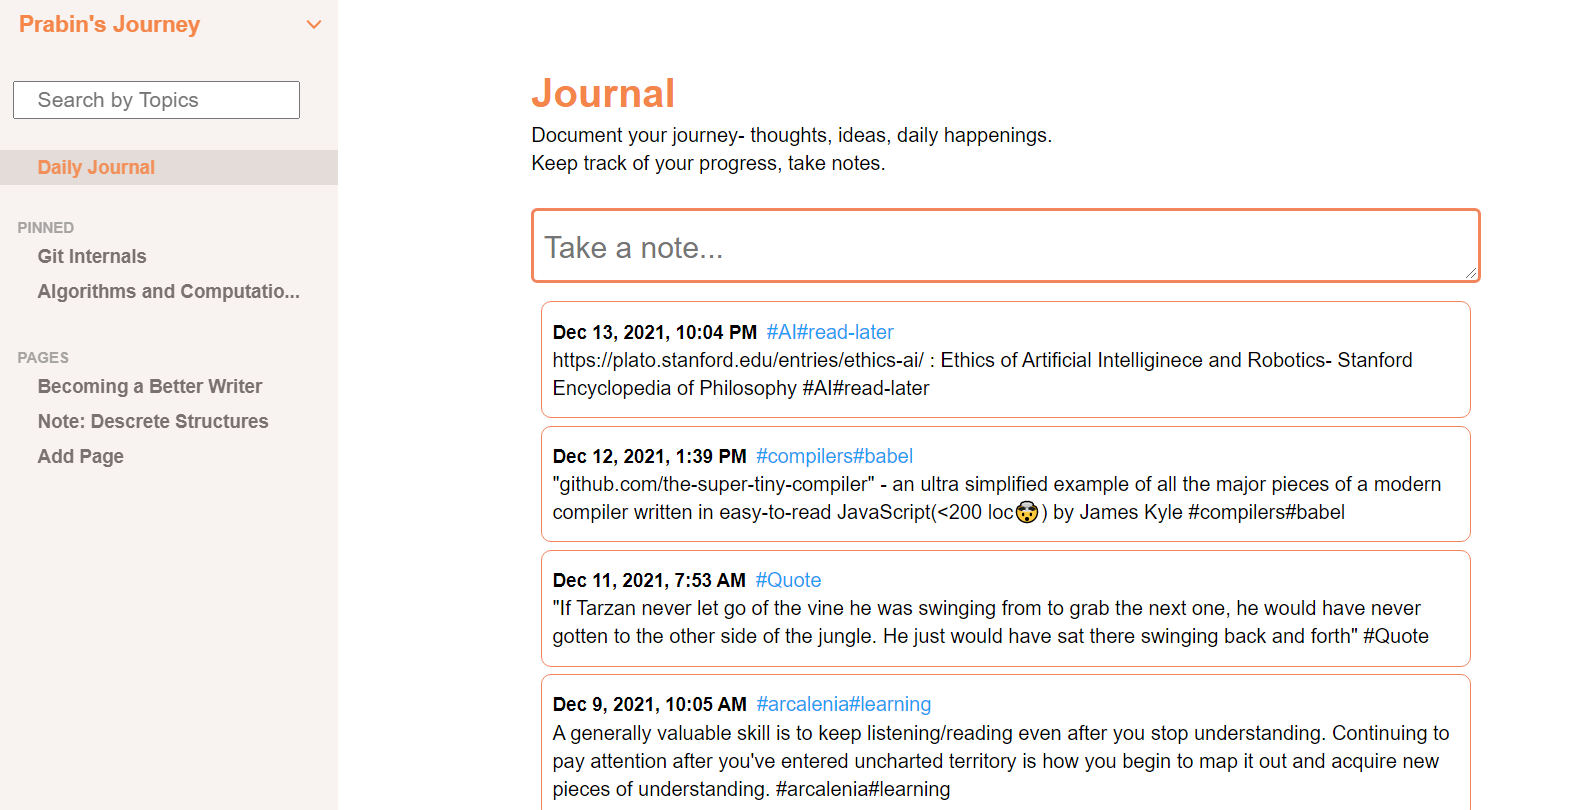 Prabin's Journey
Search by Topics
Daily Journal
PINNED
Git Internals
Algorithms and Computatio...
PAGES
Becoming a Better Writer
Note: Descrete Structures
Add Page
Journal
Document your journey- thoughts, ideas, daily happenings.
Keep track of your progress, take notes.
Take a note...
Dec 13, 2021, 10:04 PM #AI#read-later
https://plato.stanford.edu/entries/ethics-ai/ : Ethics of Artificial Intelliginece and Robotics- Stanford
Encyclopedia of Philosophy #AI#read-later
Dec 12, 2021, 1:39 PM #compilers#babel
"github.com/the-super-tiny-compiler" - an ultra simplified example of all the major pieces of a modern
compiler written in easy-to-read JavaScript(<200 loc🤯) by James Kyle #compilers#babel
Dec 11, 2021, 7:53 AM #Quote
"If Tarzan never let go of the vine he was swinging from to grab the next one, he would have never
gotten to the other side of the jungle. He just would have sat there swinging back and forth" #Quote
Dec 9, 2021, 10:05 AM #arcalenia#learning
A generally valuable skill is to keep listening/reading even after you stop understanding. Continuing to
pay attention after you've entered uncharted territory is how you begin to map it out and acquire new
pieces of understanding. #arcalenia#learning